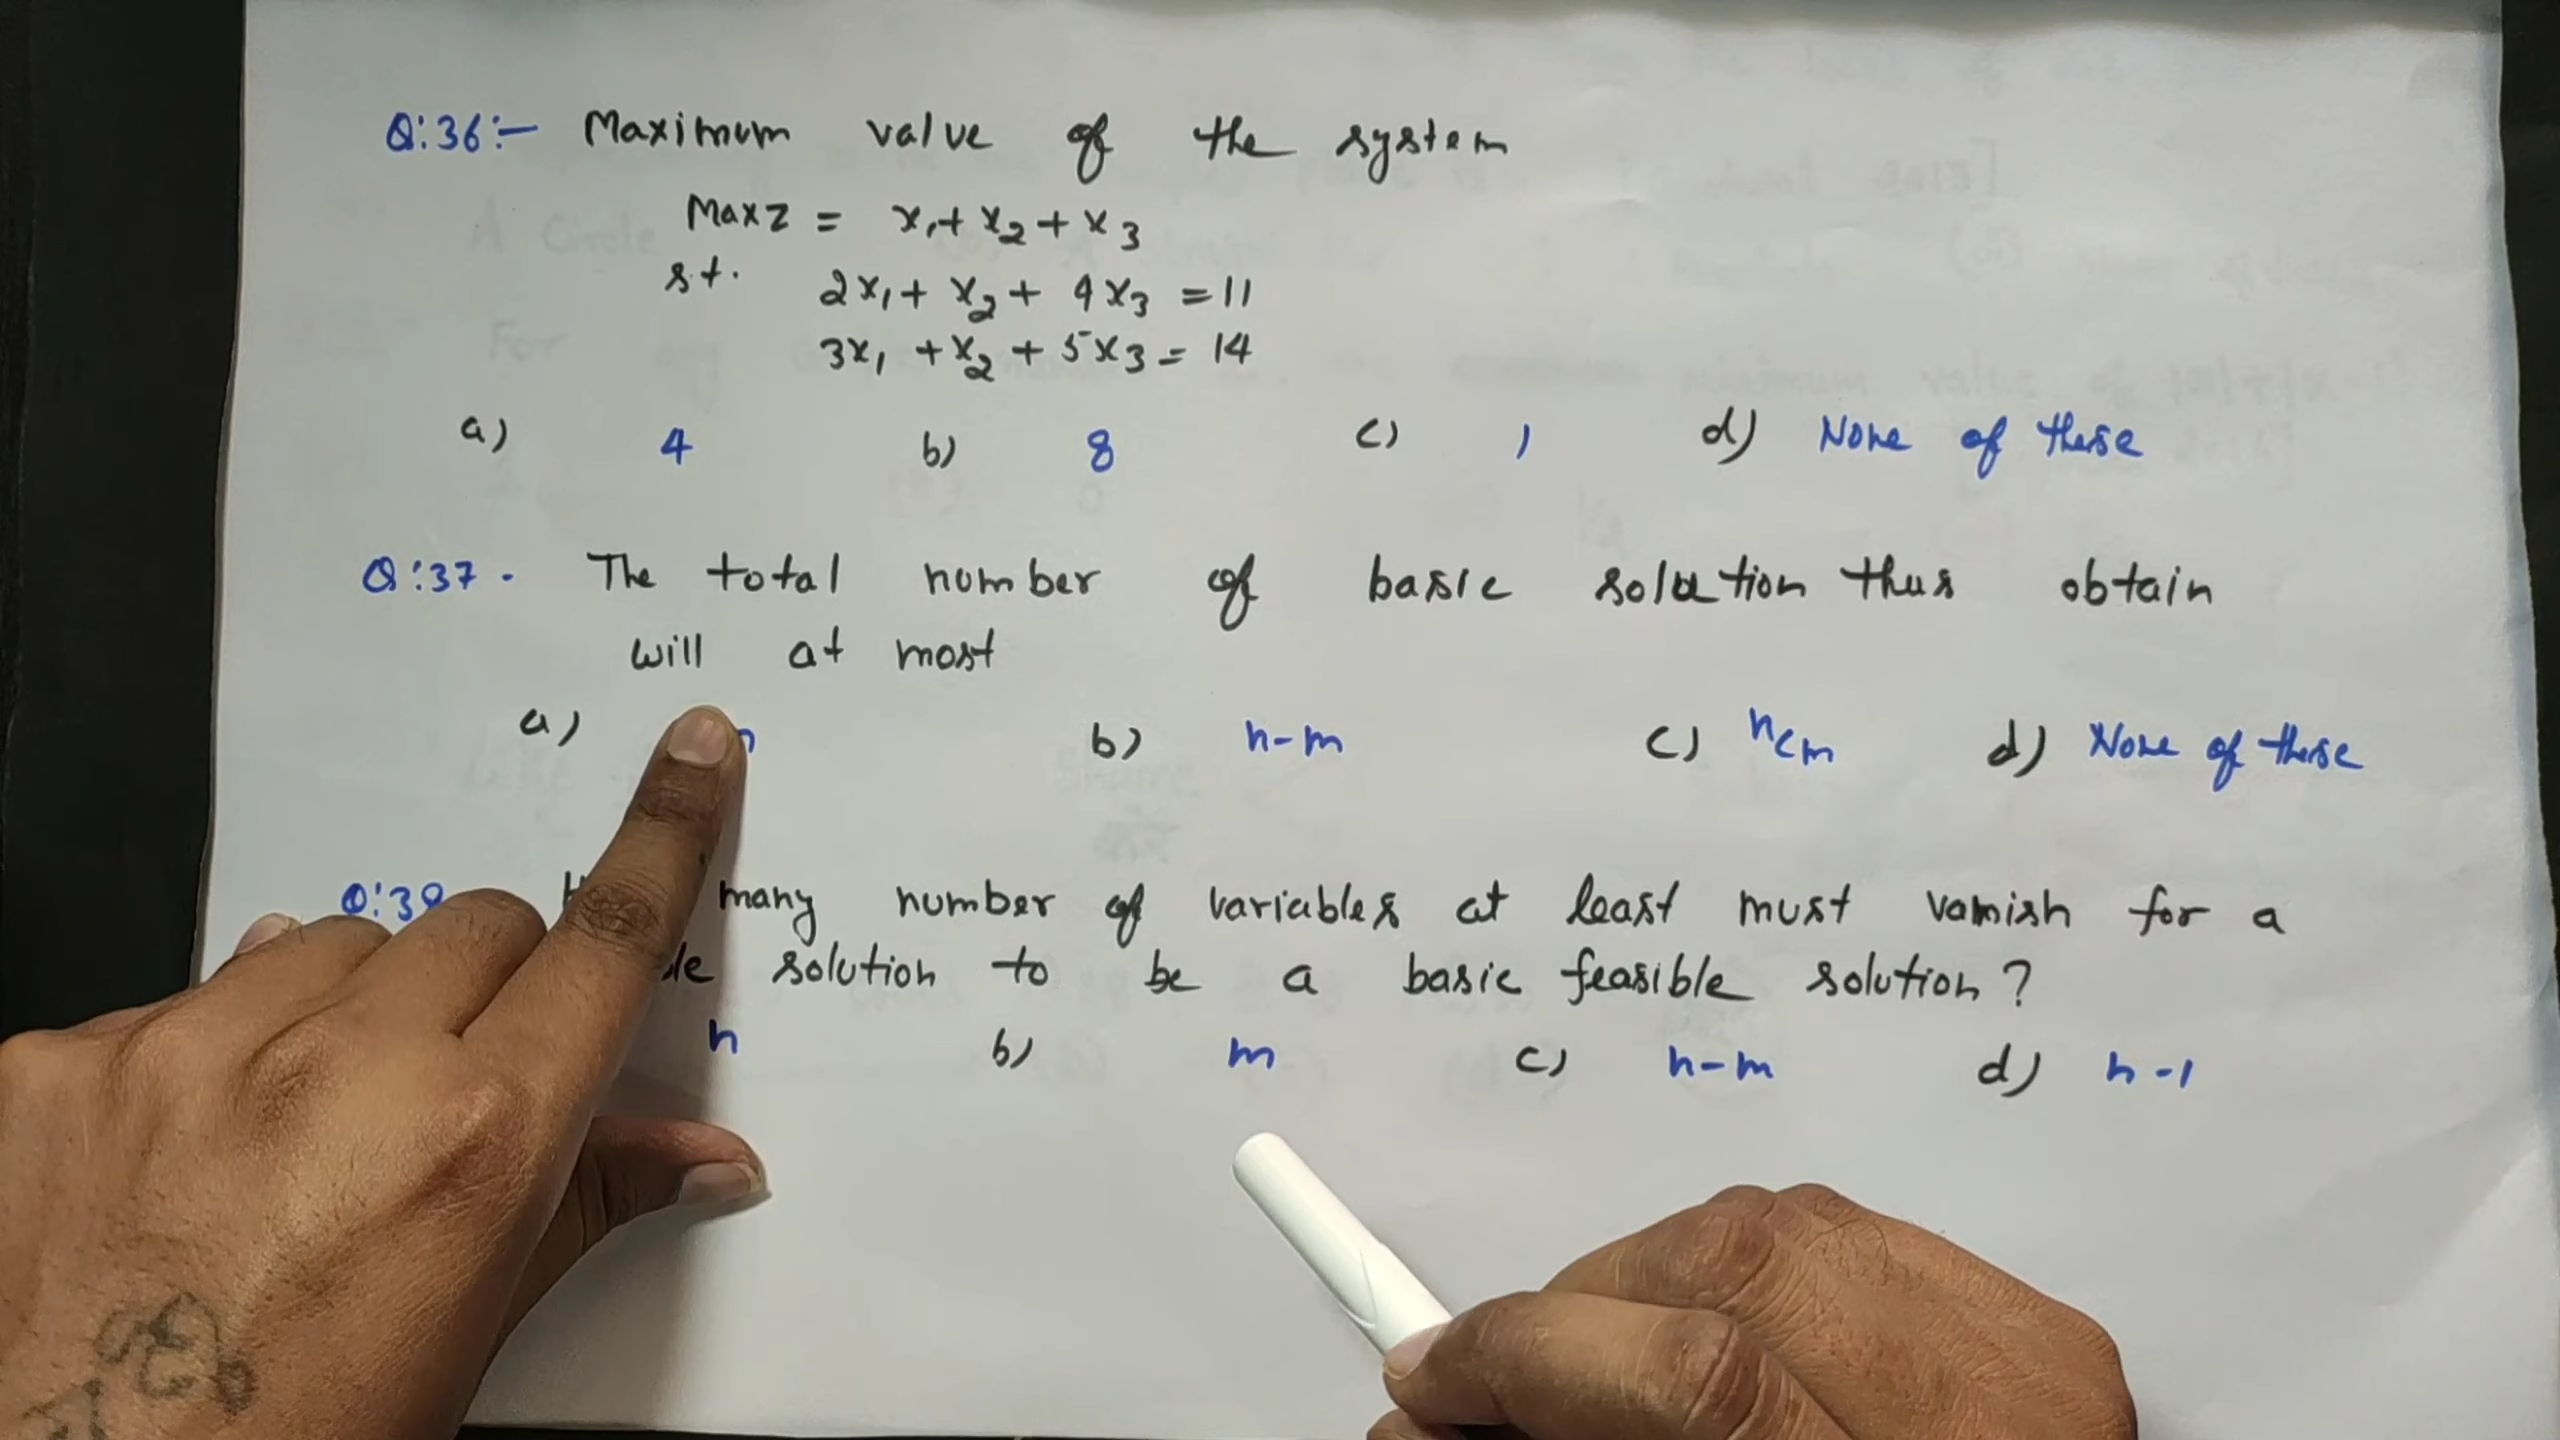 Q:36:- Maximum value of the system
Max z = x₁ + x₂ + x₃
s.t. 2x₁ + x₂ + 4x₃ = 11
3x₁ + x₂ + 5x₃ = 14
a) 4 b) 8 c) 1 d) None of these
Q:37- The total number of basic solution thus obtain
will at most
a) b) n-m c) ⁿcₘ d) None of these
many number of variables at least must vanish for a
solution to be a basic feasible solution?
n b) m c) n-m d) n-1